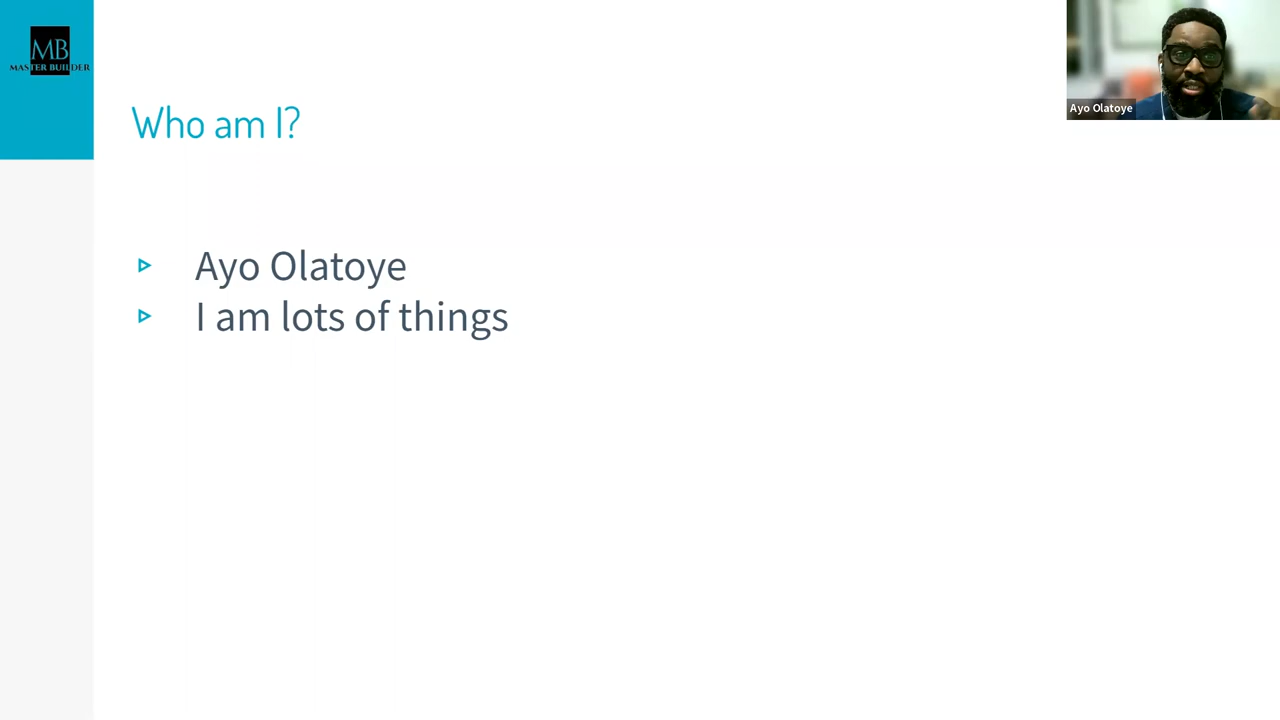 MB
MASTER BUILDER
Ayo Olatoye
Who am I?
Ayo Olatoye
I am lots of things